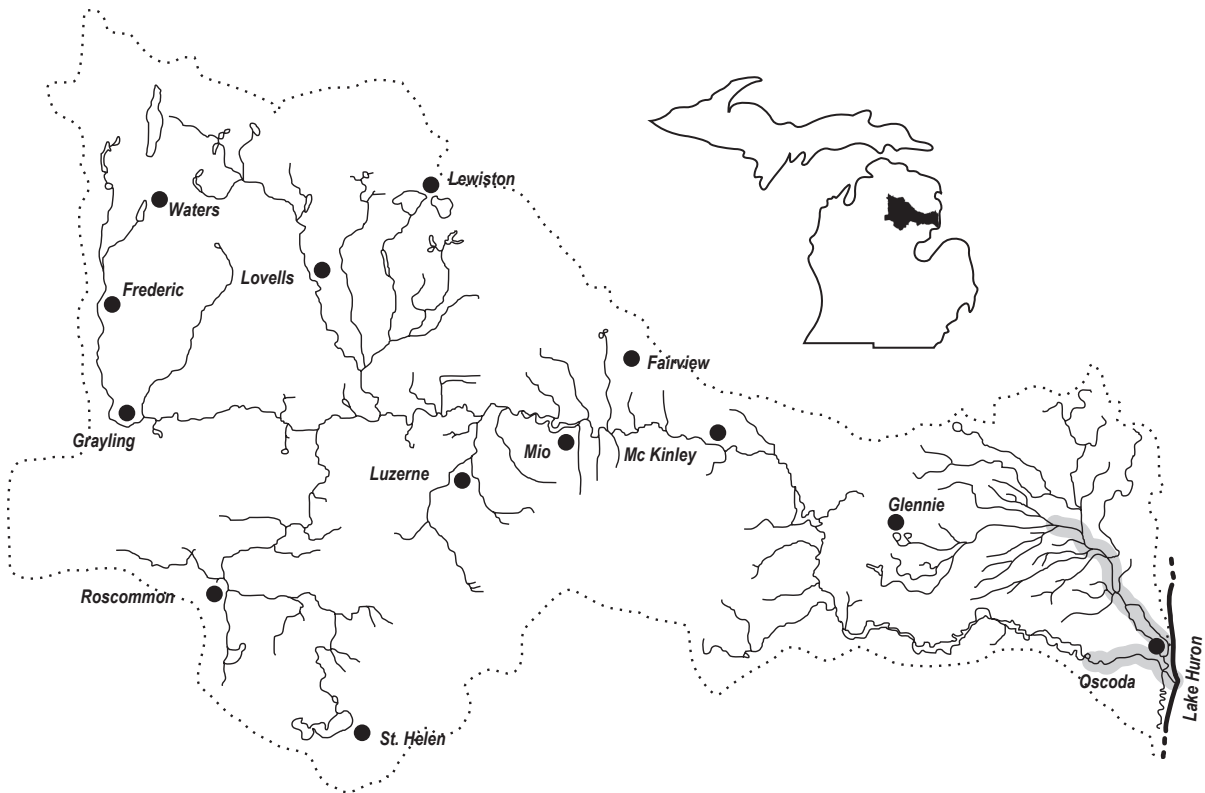 Lewiston
Waters
Lovells
Frederic
Fairview
Grayling
Mio
Mc Kinley
Luzerne
Glennie
Roscommon
Oscoda
Lake Huron
St. Helen